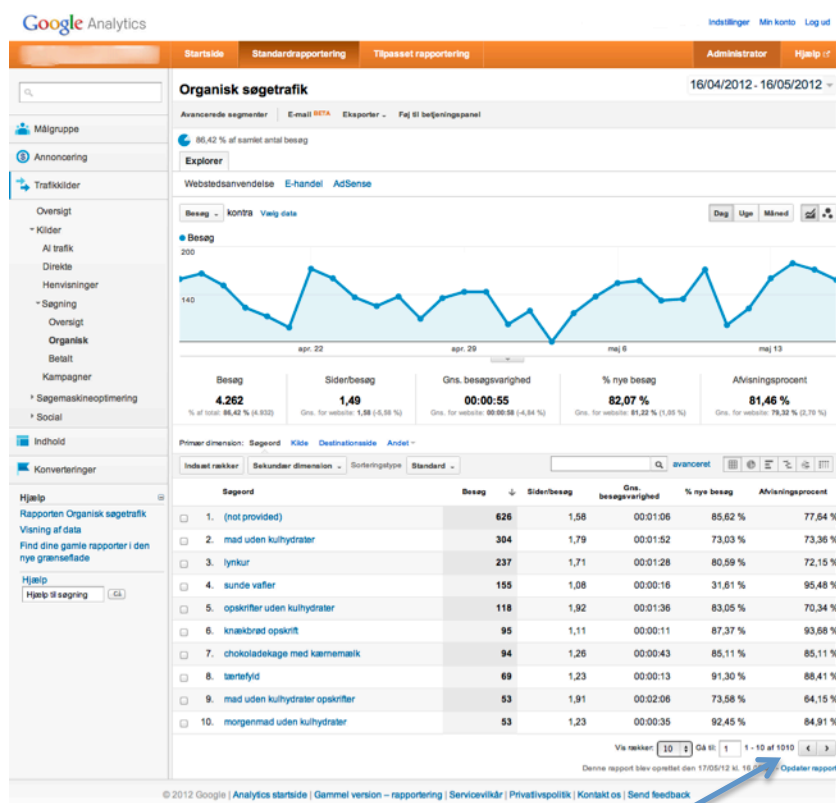 Google Analytics
Indstillinger Min konto Log ud
Startside Standardrapportering Tilpasset rapportering Administrator Hjælp
Organisk søgetrafik
16/04/2012 - 16/05/2012
Avancerede segmenter E-mail BETA Eksporter Føj til betjeningspanel
86,42 % af samlet antal besøg
Explorer
Webstedsanvendelse E-handel AdSense
Besøg kontra Vælg data
Dag Uge Måned
Besøg
200
140
apr. 22 apr. 29 maj 6 maj 13
Målgruppe
Annoncering
Trafikkilder
Oversigt
Kilder
Al trafik
Direkte
Henvisninger
Søgning
Oversigt
Organisk
Betalt
Kampagner
Søgemaskineoptimering
Social
Indhold
Konverteringer
Hjælp
Rapporten Organisk søgetrafik
Visning af data
Find dine gamle rapporter i den
nye grænseflade
Hjælp
Hjælp til søgning Gå
Besøg
4.262
% af total: 86,42 % (4.932)
Sider/besøg
1,49
Gns. for website: 1,58 (-5,58 %)
Gns. besøgsvarighed
00:00:55
Gns. for website: 00:00:58 (-4,84 %)
% nye besøg
82,07 %
Gns. for website: 81,22 % (1,05 %)
Afvisningsprocent
81,46 %
Gns. for website: 79,32 % (2,70 %)
Primær dimension: Søgeord Kilde Destinationsside Andet
Indsæt rækker Sekundær dimension Sorteringstype Standard avanceret
Søgeord Besøg Sider/besøg Gns. besøgsvarighed % nye besøg Afvisningsprocent
1. (not provided) 626 1,58 00:01:06 85,62 % 77,64 %
2. mad uden kulhydrater 304 1,79 00:01:52 73,03 % 73,36 %
3. lynkur 237 1,71 00:01:28 80,59 % 72,15 %
4. sunde vafler 155 1,08 00:00:16 31,61 % 95,48 %
5. opskrifter uden kulhydrater 118 1,92 00:01:36 83,05 % 70,34 %
6. knækbrød opskrift 95 1,11 00:00:11 87,37 % 93,68 %
7. chokoladekage med kærnemælk 94 1,26 00:00:43 85,11 % 85,11 %
8. tærtefyld 69 1,23 00:00:13 91,30 % 88,41 %
9. mad uden kulhydrater opskrifter 53 1,91 00:02:06 73,58 % 64,15 %
10. morgenmad uden kulhydrater 53 1,23 00:00:35 92,45 % 84,91 %
Vis rækker: 10 Gå til: 1 1 - 10 af 1010
Denne rapport blev oprettet den 17/05/12 kl. Opdater rapport
© 2012 Google | Analytics startside | Gammel version – rapportering | Servicevilkår | Privatlivspolitik | Kontakt os | Send feedback